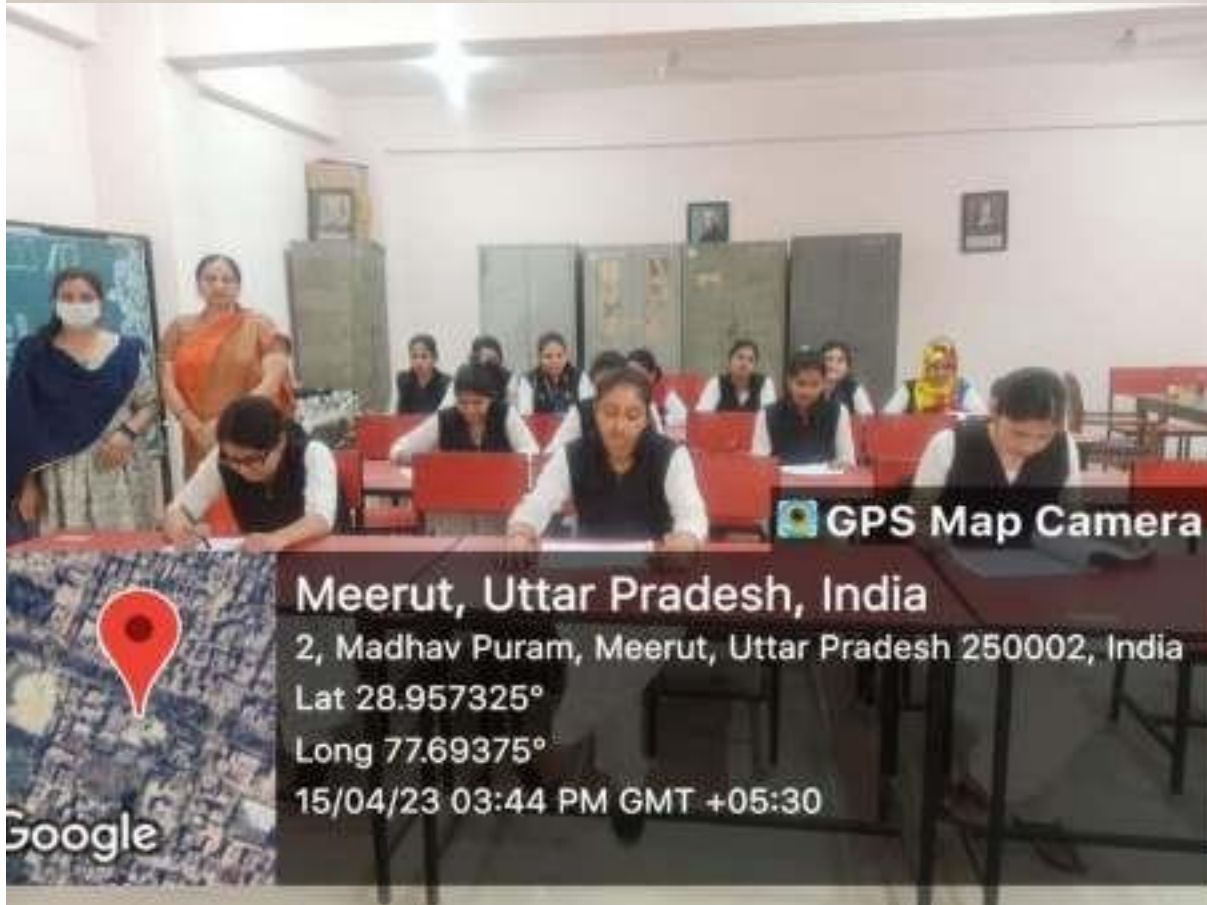 GPS Map Camera
Meerut, Uttar Pradesh, India
2, Madhav Puram, Meerut, Uttar Pradesh 250002, India
Lat 28.957325°
Long 77.69375°
15/04/23 03:44 PM GMT +05:30
Google